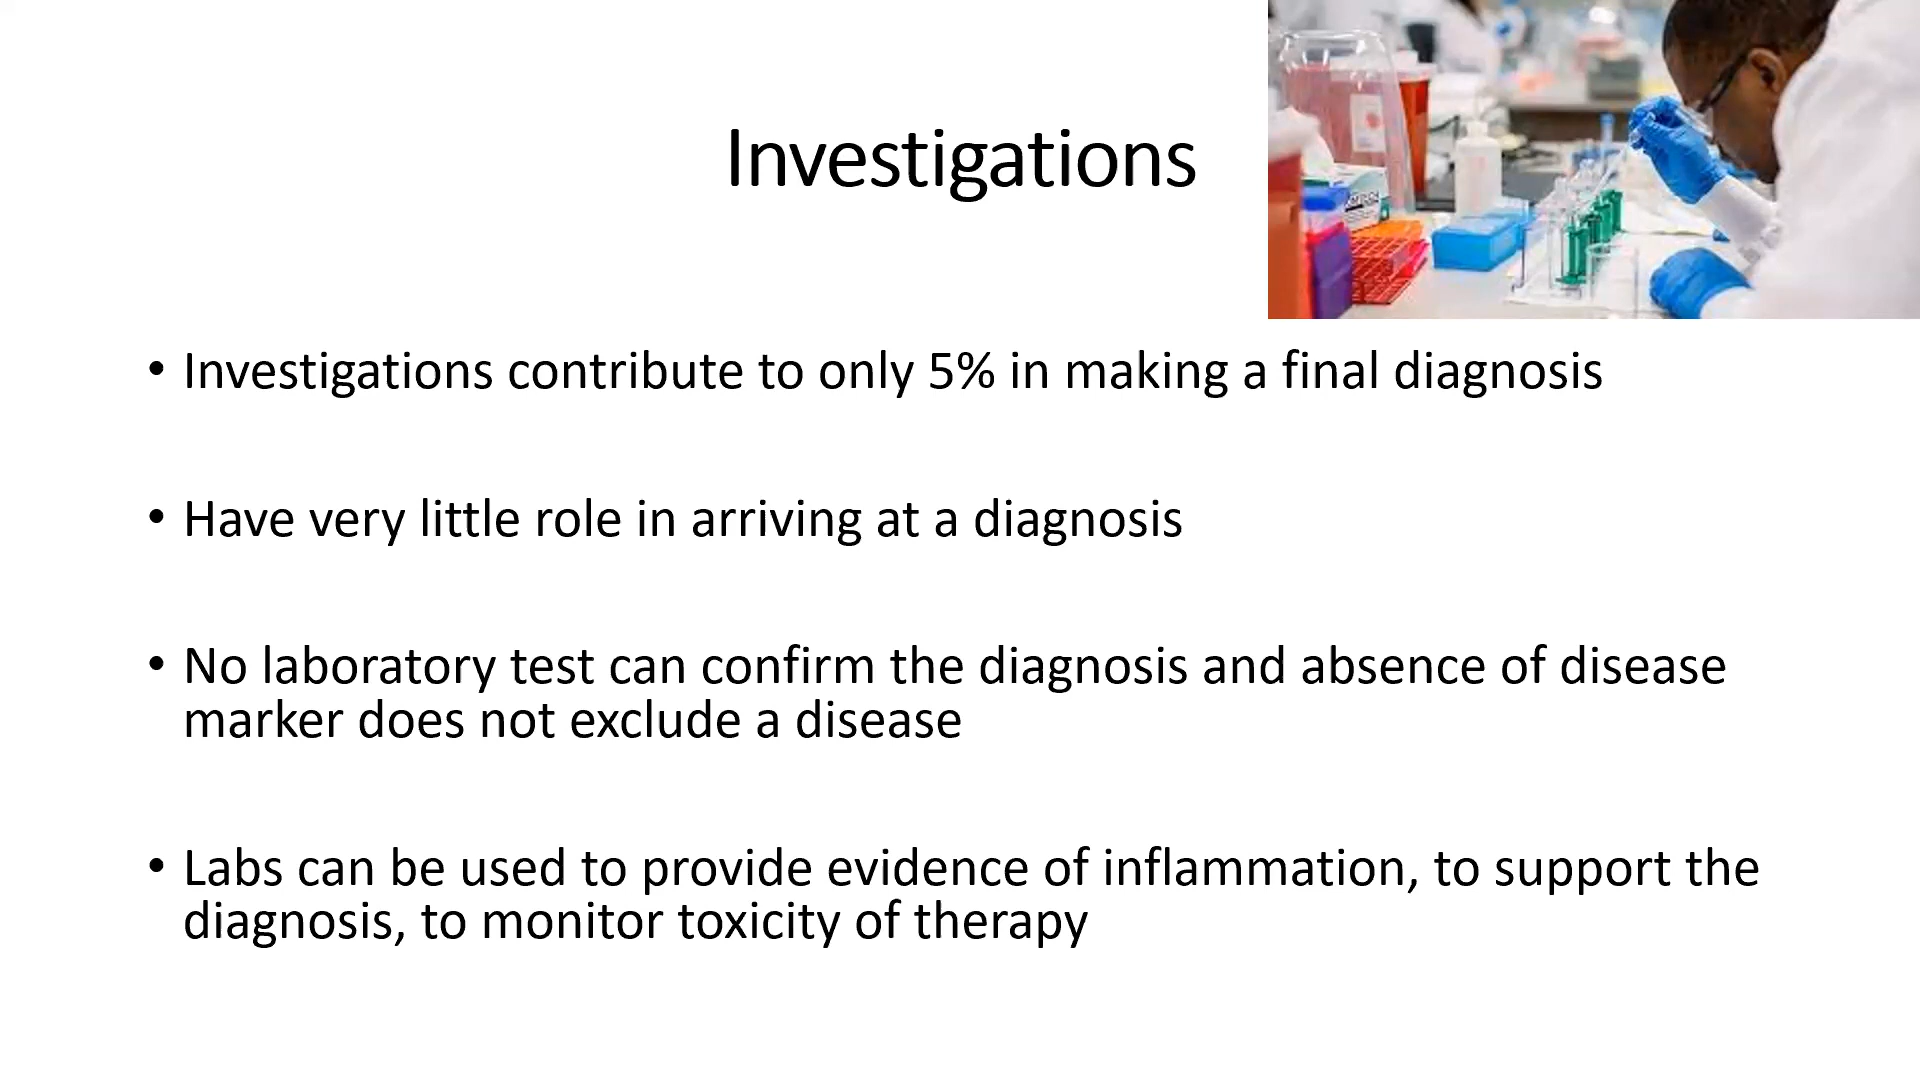 Investigations
• Investigations contribute to only 5% in making a final diagnosis
• Have very little role in arriving at a diagnosis
• No laboratory test can confirm the diagnosis and absence of disease
marker does not exclude a disease
• Labs can be used to provide evidence of inflammation, to support the
diagnosis, to monitor toxicity of therapy